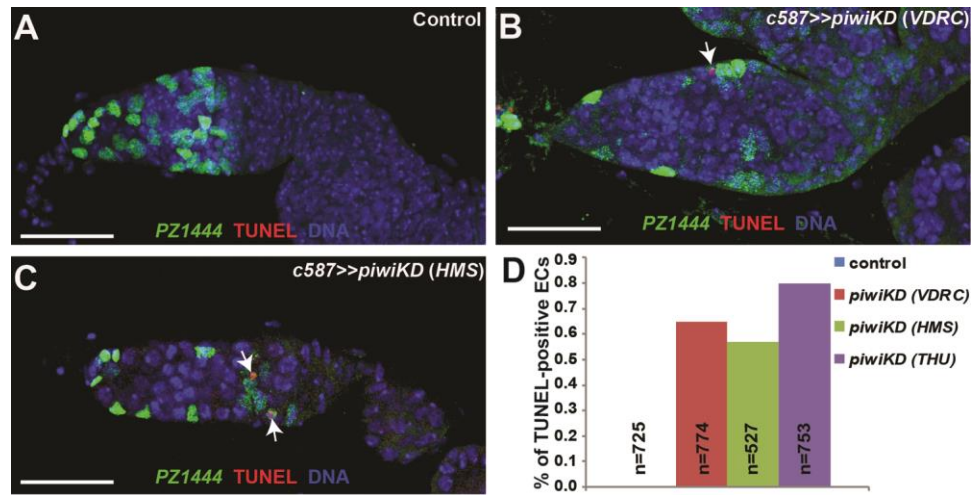 A
Control
PZ1444 TUNEL DNA
B
c587>>piwiKD (VDRC)
PZ1444 TUNEL DNA
C
c587>>piwiKD (HMS)
PZ1444 TUNEL DNA
D
% of TUNEL-positive ECs
0.9
0.8
0.7
0.6
0.5
0.4
0.3
0.2
0.1
0.0
n=725
n=774
n=527
n=753
control
piwiKD (VDRC)
piwiKD (HMS)
piwiKD (THU)